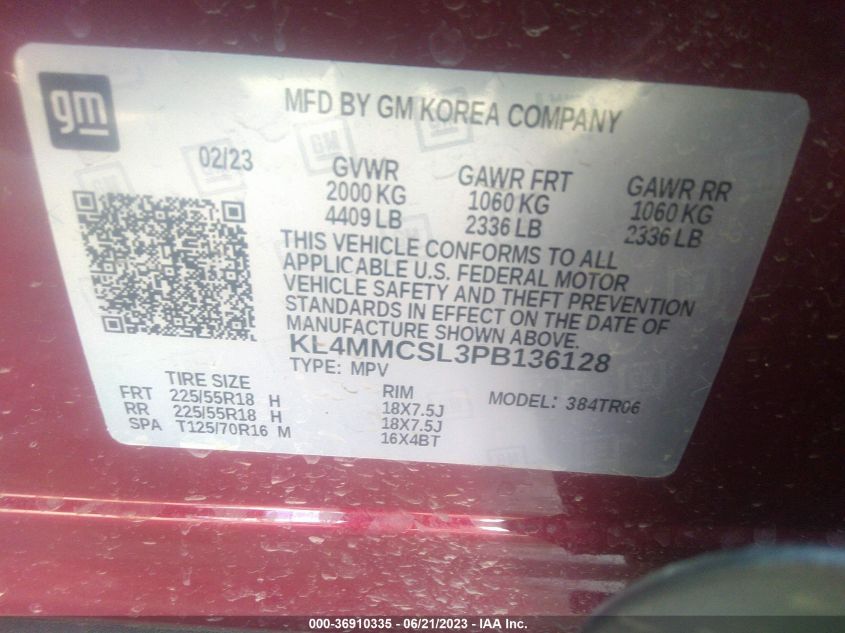 gm
MFD BY GM KOREA COMPANY
02/23
GVWR
2000 KG
4409 LB
GAWR FRT
1060 KG
2336 LB
GAWR RR
1060 KG
2336 LB
THIS VEHICLE CONFORMS TO ALL
APPLICABLE U.S. FEDERAL MOTOR
VEHICLE SAFETY AND THEFT PREVENTION
STANDARDS IN EFFECT ON THE DATE OF
MANUFACTURE SHOWN ABOVE.
KL4MMCSL3PB136128
TYPE: MPV
MODEL: 384TR06
TIRE SIZE
RIM
FRT 225/55R18 H 18X7.5J
RR 225/55R18 H 18X7.5J
SPA T125/70R16 M 16X4BT
000-36910335 - 06/21/2023 - IAAI.com